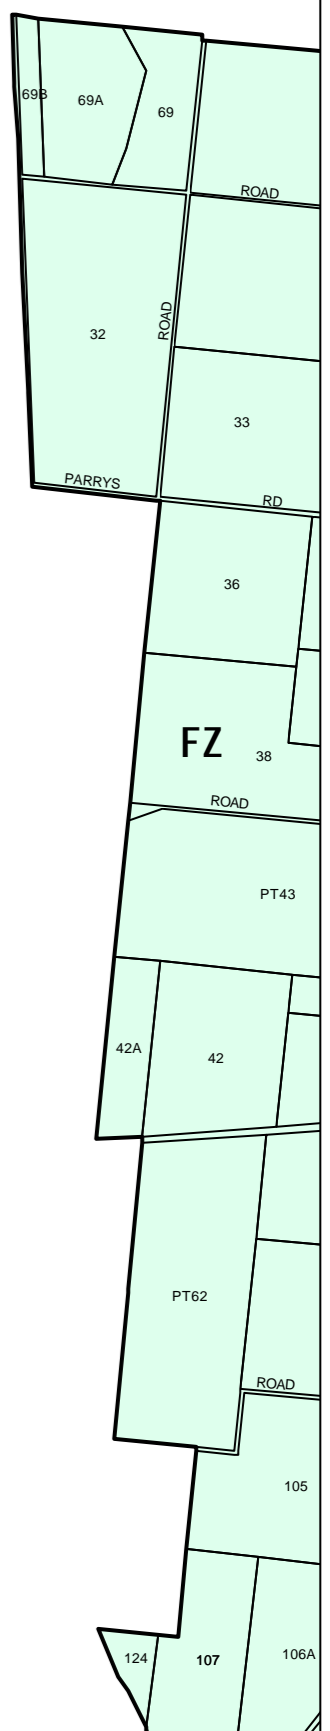 69B
69A
69
ROAD
ROAD
32
33
PARRYS
RD
36
FZ
38
ROAD
PT43
42A
42
PT62
ROAD
105
124
107
106A